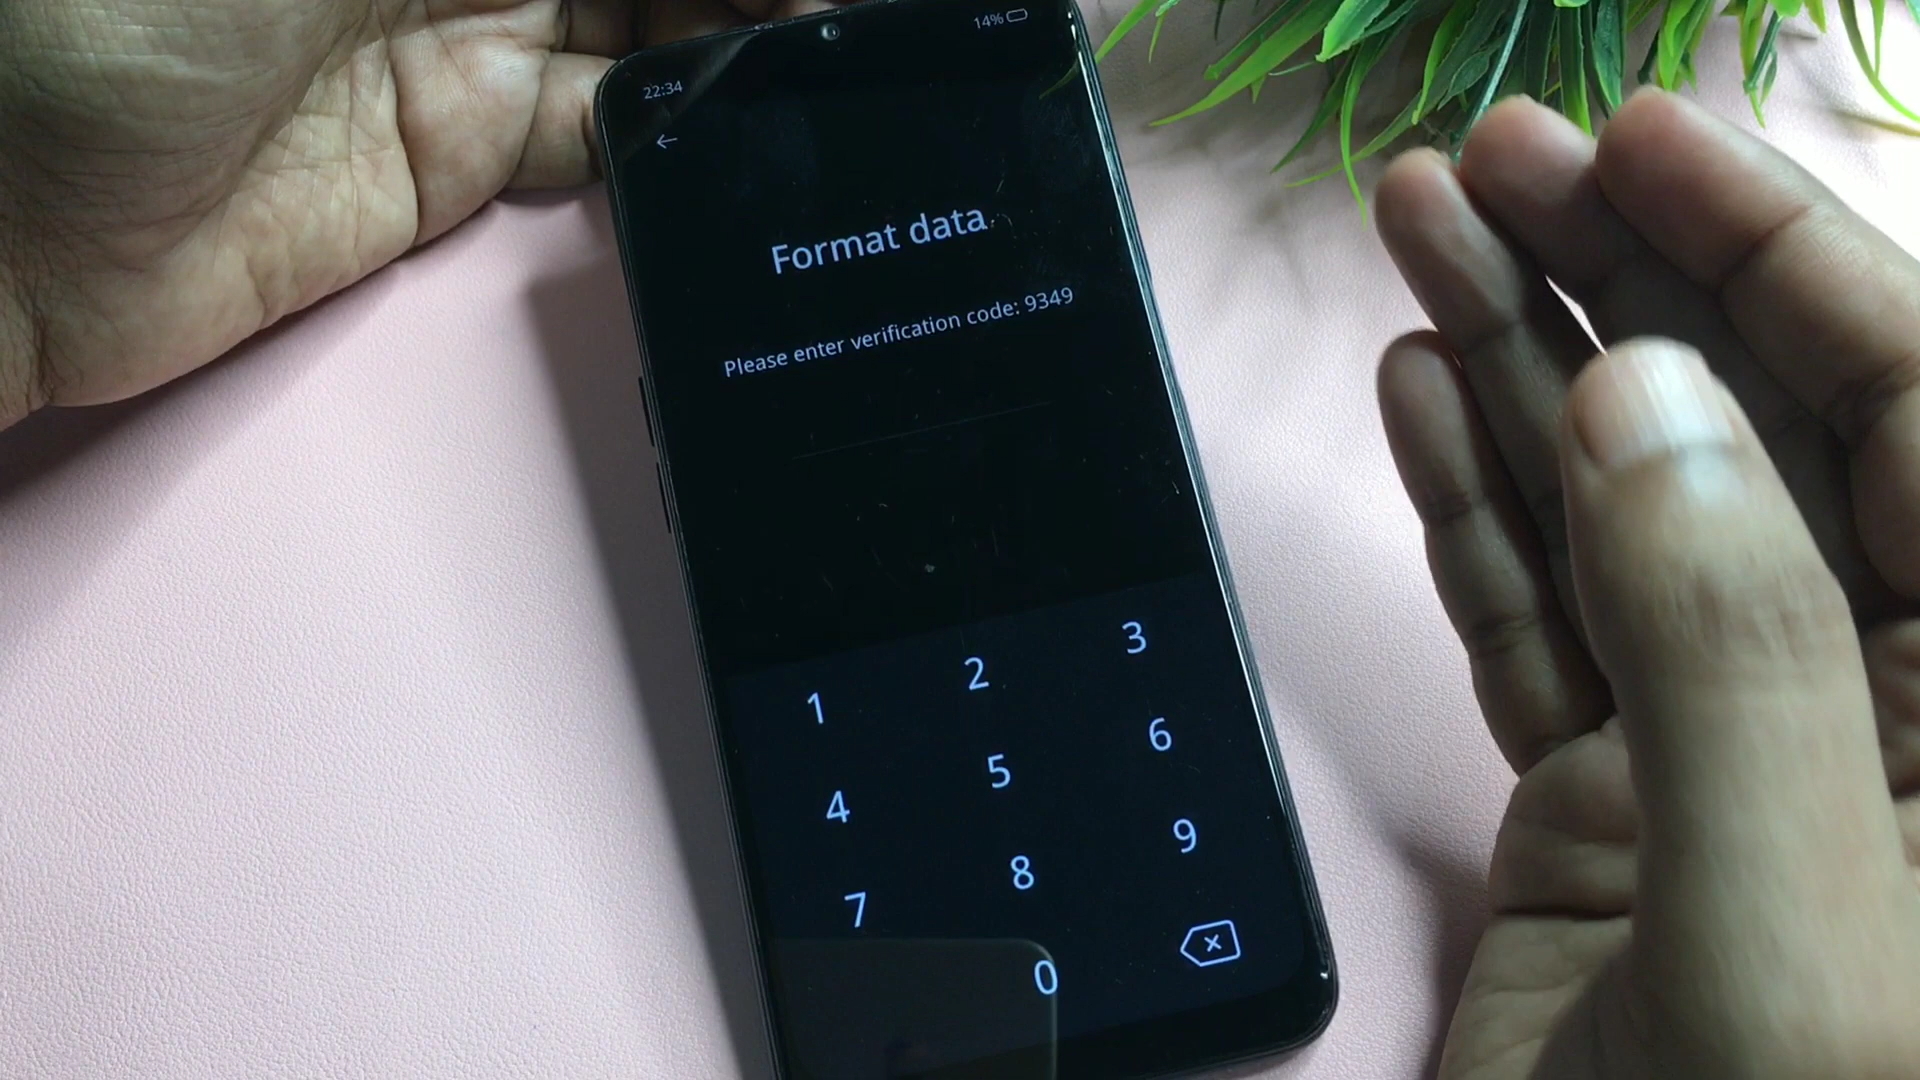 14%
22:34
Format data
Please enter verification code: 9349
1 2 3
4 5 6
7 8 9
0